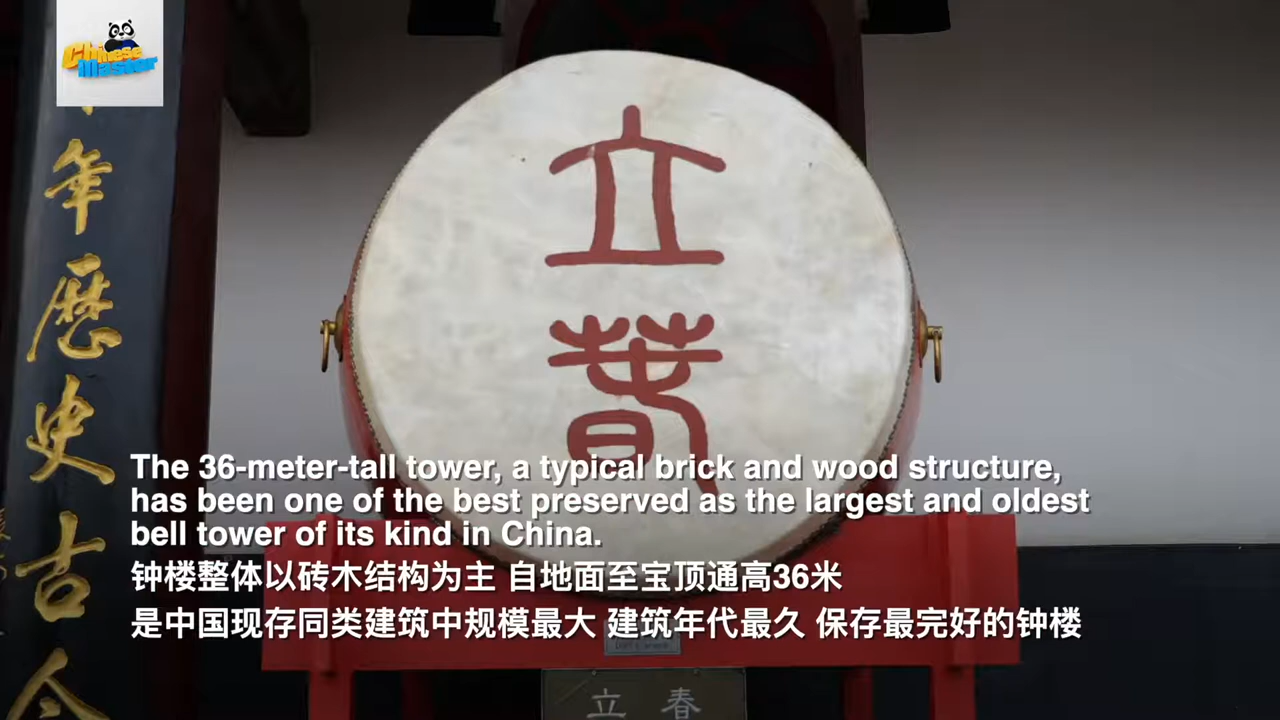 Chinese
Master
年歷史古今
立春
The 36-meter-tall tower, a typical brick and wood structure,
has been one of the best preserved as the largest and oldest
bell tower of its kind in China.
钟楼整体以砖木结构为主 自地面至宝顶通高36米
是中国现存同类建筑中规模最大 建筑年代最久 保存最完好的钟楼
立春